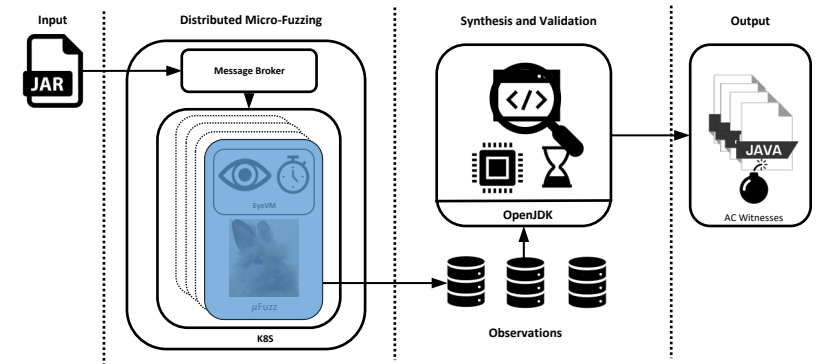 Input
Distributed Micro-Fuzzing
Synthesis and Validation
Output
JAR
Message Broker
</>
EyeVM
μFuzz
K8S
OpenJDK
Observations
JAVA
AC Witnesses